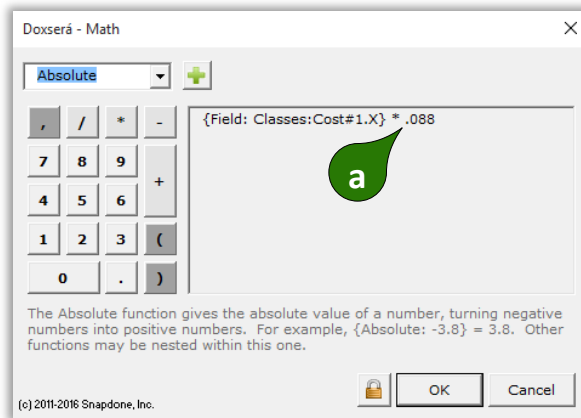 Doxserá - Math
Absolute
, / * -
{Field: Classes:Cost#1.X} * .088
a
7 8 9
+
4 5 6
1 2 3 (
0 . )
The Absolute function gives the absolute value of a number, turning negative
numbers into positive numbers.  For example, {Absolute: -3.8} = 3.8.  Other
functions may be nested within this one.
(c) 2011-2016 Snapdone, Inc.
OK
Cancel